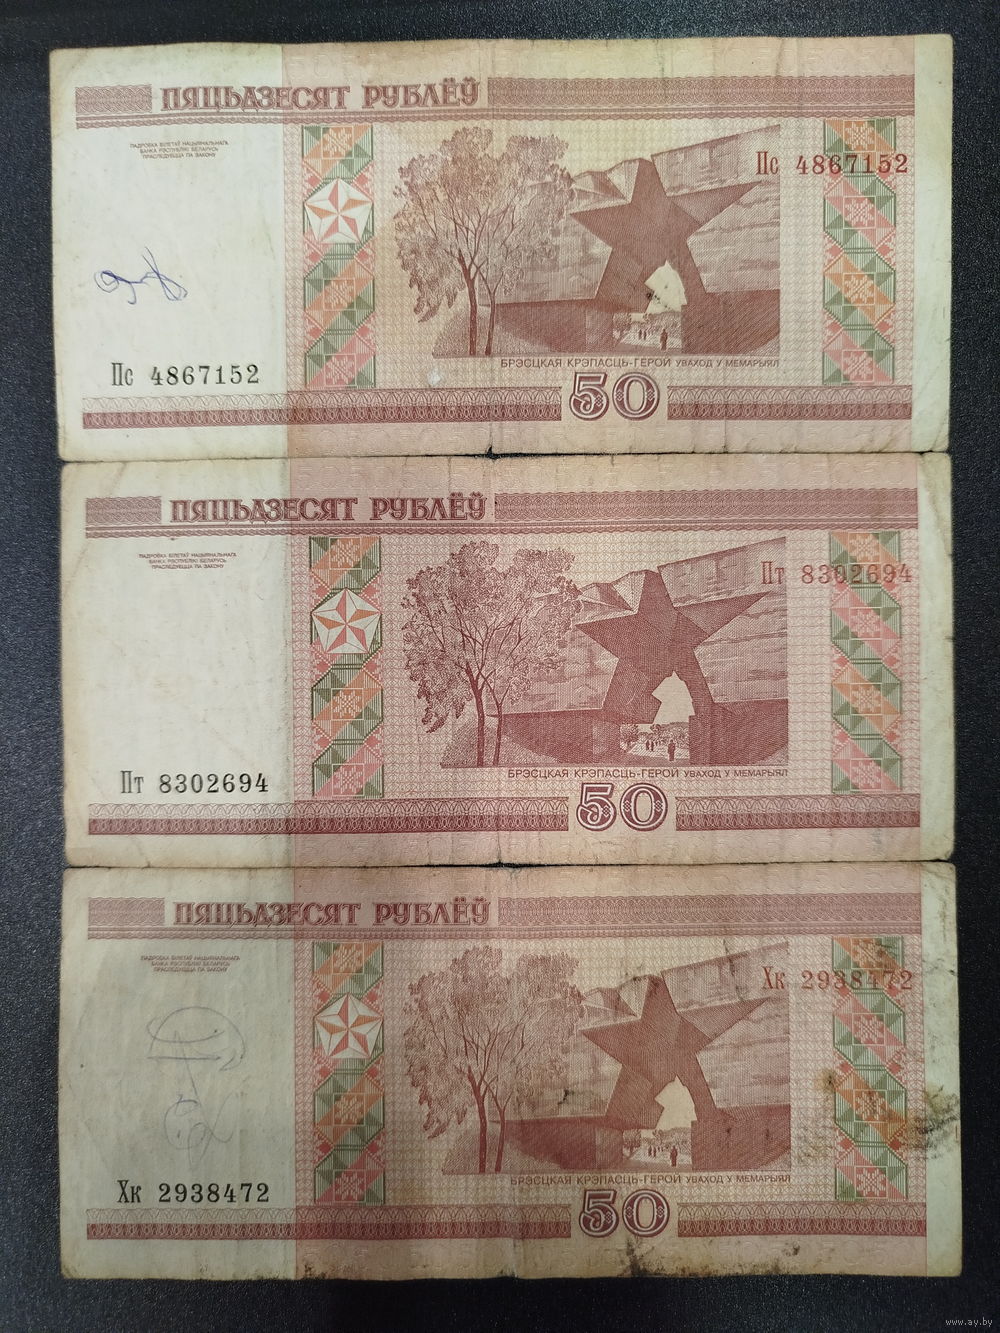 ПЯЦЬДЗЕСЯТ РУБЛЁЎ
ПАДРОБКА БІЛЕТАЎ НАЦЫЯНАЛЬНАГА
БАНКА РЭСПУБЛІКІ БЕЛАРУСЬ
ПРАСЛЕДУЕЦЦА ПА ЗАКОНУ
Пс 4867152
БРЭСЦКАЯ КРЭПАСЦЬ-ГЕРОЙ УВАХОД У МЕМАРЫЯЛ
Пс 4867152
50
ПЯЦЬДЗЕСЯТ РУБЛЁЎ
ПАДРОБКА БІЛЕТАЎ НАЦЫЯНАЛЬНАГА
БАНКА РЭСПУБЛІКІ БЕЛАРУСЬ
ПРАСЛЕДУЕЦЦА ПА ЗАКОНУ
Пт 8302694
БРЭСЦКАЯ КРЭПАСЦЬ-ГЕРОЙ УВАХОД У МЕМАРЫЯЛ
Пт 8302694
50
ПЯЦЬДЗЕСЯТ РУБЛЁЎ
ПАДРОБКА БІЛЕТАЎ НАЦЫЯНАЛЬНАГА
БАНКА РЭСПУБЛІКІ БЕЛАРУСЬ
ПРАСЛЕДУЕЦЦА ПА ЗАКОНУ
Хк 2938472
БРЭСЦКАЯ КРЭПАСЦЬ-ГЕРОЙ УВАХОД У МЕМАРЫЯЛ
Хк 2938472
50
www.ay.by